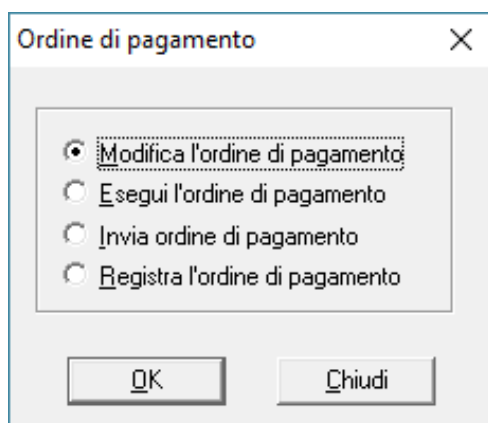 Ordine di pagamento
Modifica l'ordine di pagamento
Esegui l'ordine di pagamento
Invia ordine di pagamento
Registra l'ordine di pagamento
OK
Chiudi